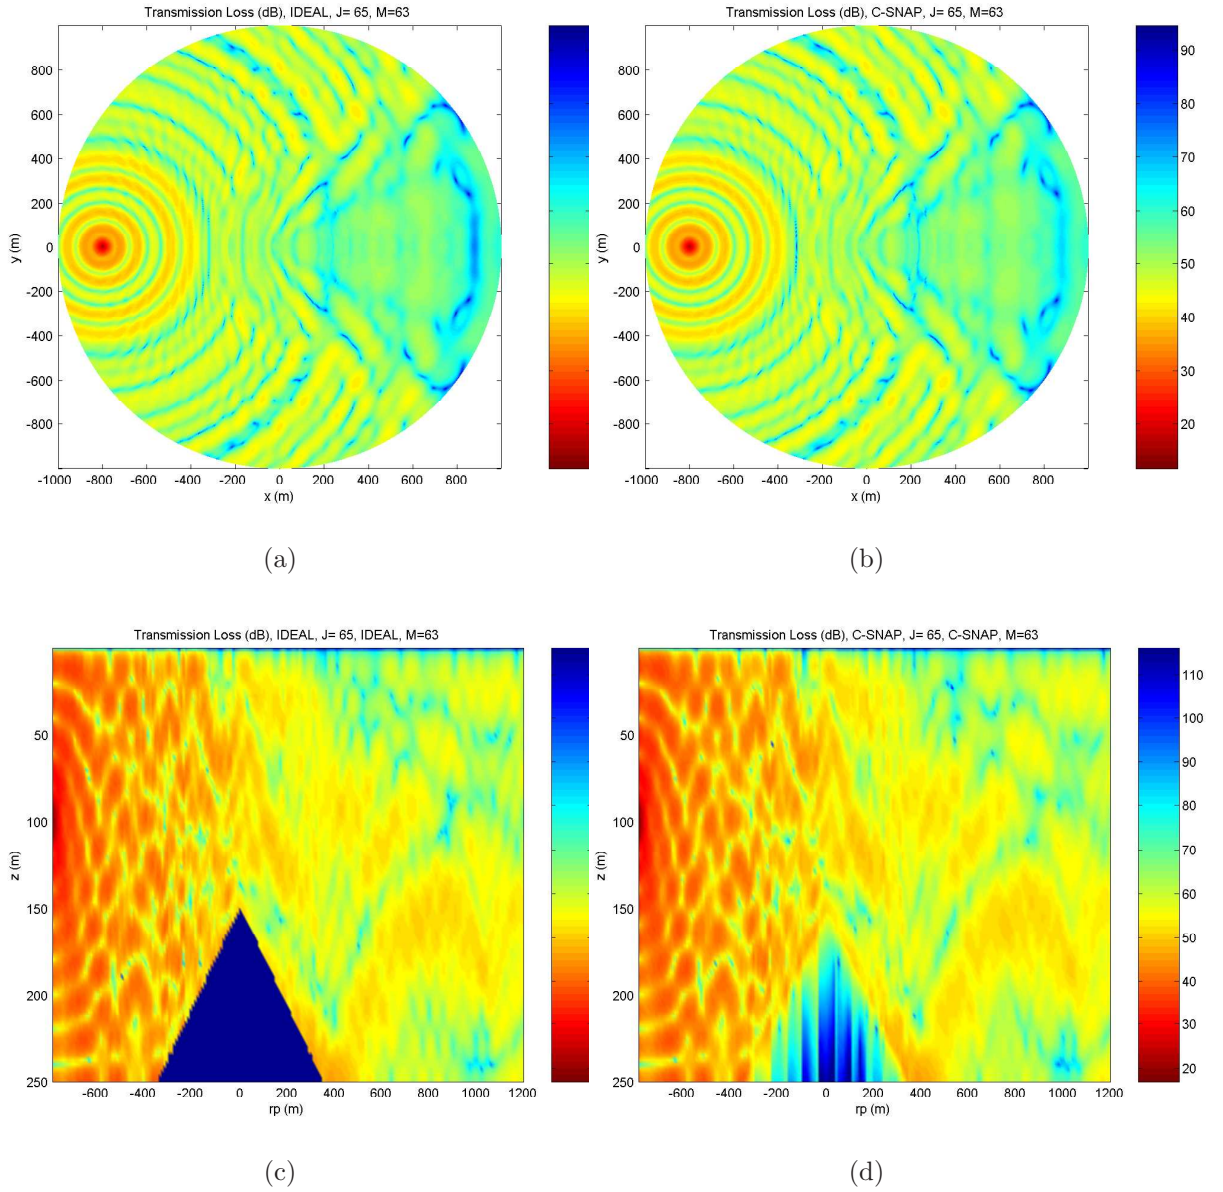 Transmission Loss (dB), IDEAL, J= 65, M=63
800
600
400
200
0
-200
-400
-600
-800
y (m)
-1000 -800 -600 -400 -200 0 200 400 600 800
x (m)
(a)
Transmission Loss (dB), C-SNAP, J= 65, M=63
800
600
400
200
0
-200
-400
-600
-800
y (m)
-1000 -800 -600 -400 -200 0 200 400 600 800
x (m)
90
80
70
60
50
40
30
20
(b)
Transmission Loss (dB), IDEAL, J= 65, IDEAL, M=63
50
100
150
200
250
z (m)
-600 -400 -200 0 200 400 600 800 1000 1200
rp (m)
(c)
Transmission Loss (dB), C-SNAP, J= 65, C-SNAP, M=63
50
100
150
200
250
z (m)
-600 -400 -200 0 200 400 600 800 1000 1200
rp (m)
110
100
90
80
70
60
50
40
30
20
(d)